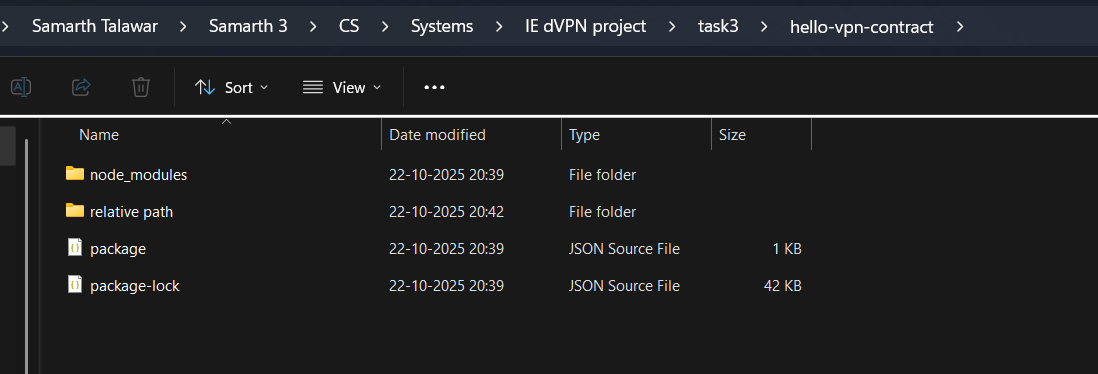 Samarth Talawar > Samarth 3 > CS > Systems > IE dVPN project > task3 > hello-vpn-contract >
Sort View
Name Date modified Type Size
node_modules 22-10-2025 20:39 File folder
relative path 22-10-2025 20:42 File folder
package 22-10-2025 20:39 JSON Source File 1 KB
package-lock 22-10-2025 20:39 JSON Source File 42 KB